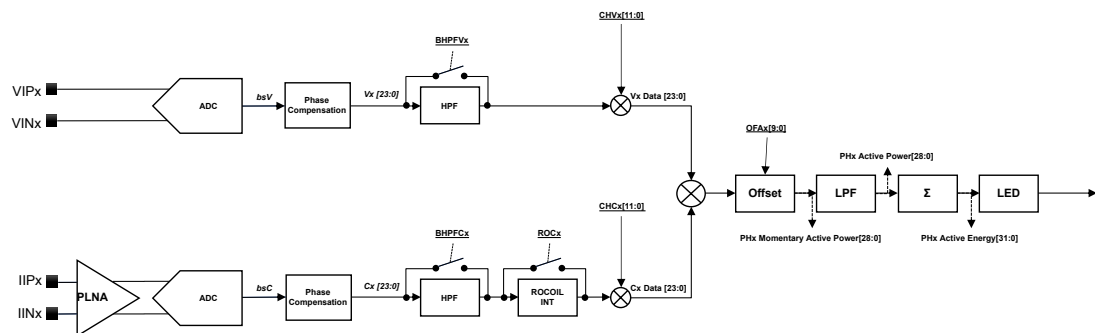 CHVx[11:0]
BHPFVx
VIPx
VINx
ADC
bsV
Phase
Compensation
Vx [23:0]
HPF
Vx Data [23:0]
OFAx[9:0]
PHx Active Power[28:0]
Offset
LPF
Σ
LED
PHx Momentary Active Power[28:0]
PHx Active Energy[31:0]
CHCx[11:0]
BHPFCx
ROCx
IIPx
IINx
PLNA
ADC
bsC
Phase
Compensation
Cx [23:0]
HPF
ROCOIL
INT
Cx Data [23:0]